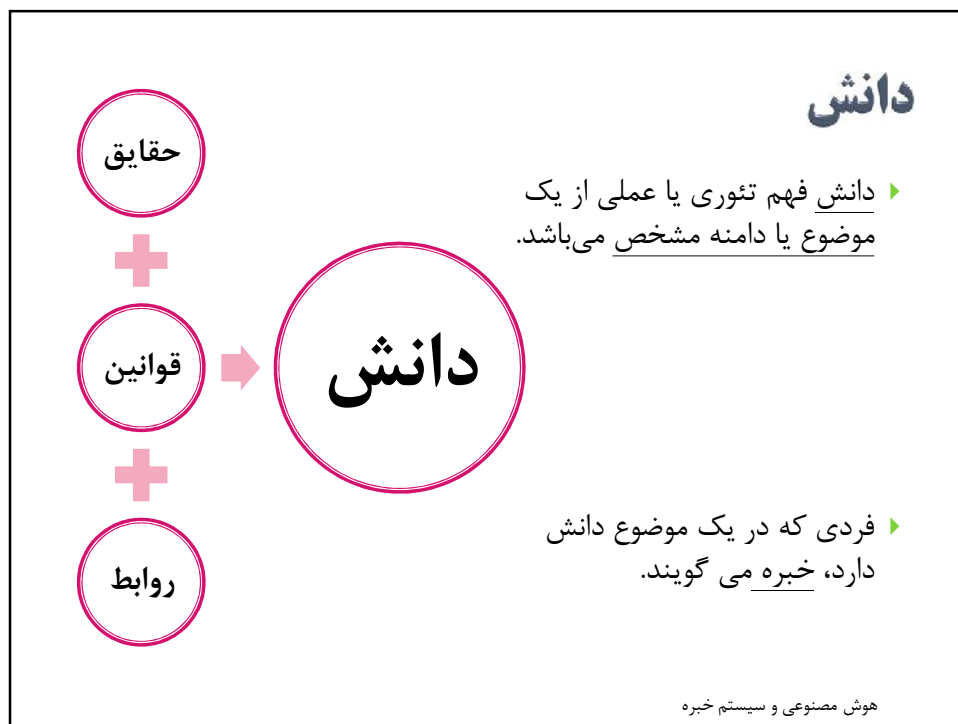 دانش
دانش فهم تئوری یا عملی از یک
موضوع یا دامنه مشخص می‌باشد.
فردی که در یک موضوع دانش
دارد، خبره می گویند.
حقایق
قوانین
روابط
دانش
هوش مصنوعی و سیستم خبره